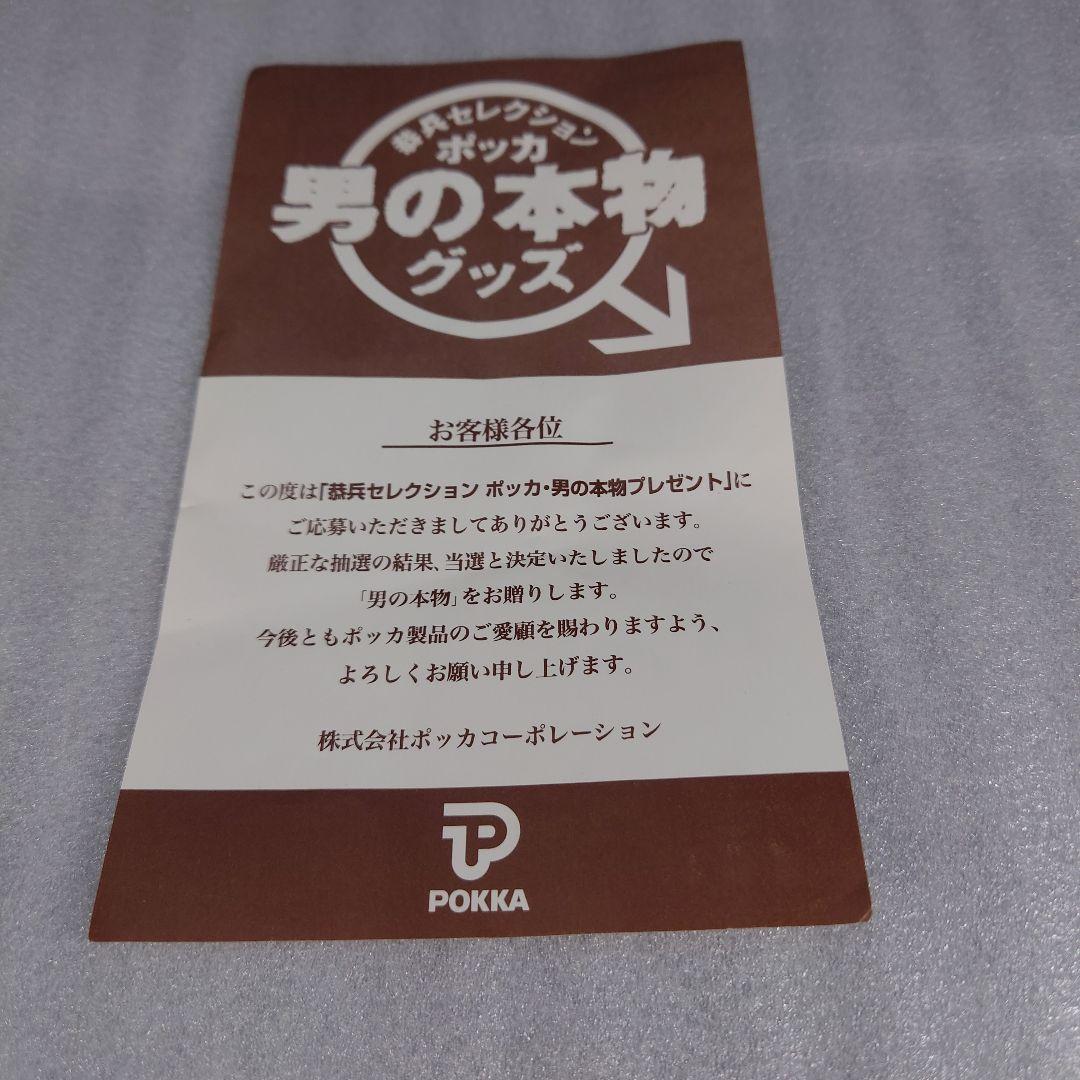 恭兵セレクション
ポッカ
男の本物
グッズ
お客様各位
この度は「恭兵セレクション ポッカ・男の本物プレゼント」に
ご応募いただきましてありがとうございます。
厳正な抽選の結果、当選と決定いたしましたので
「男の本物」をお贈りします。
今後ともポッカ製品のご愛顧を賜わりますよう、
よろしくお願い申し上げます。
株式会社ポッカコーポレーション
POKKA